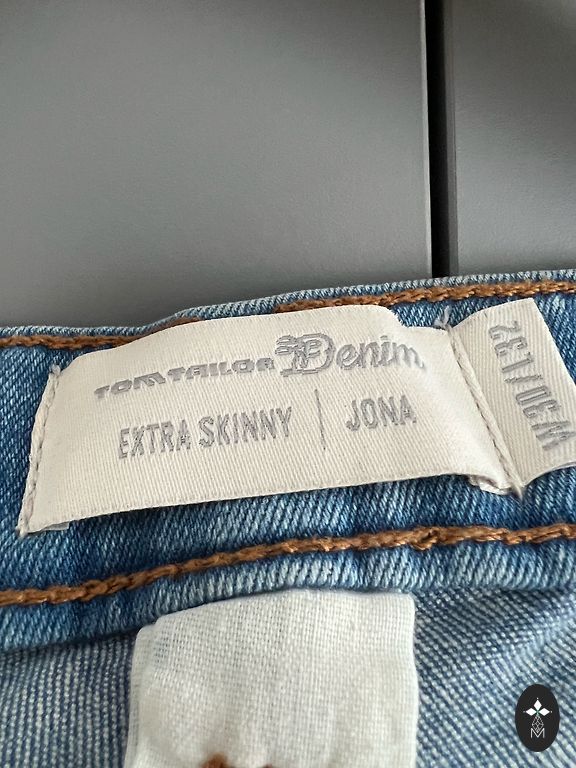 TOM TAILOR Denim
EXTRA SKINNY | JONA
W30/L32
M